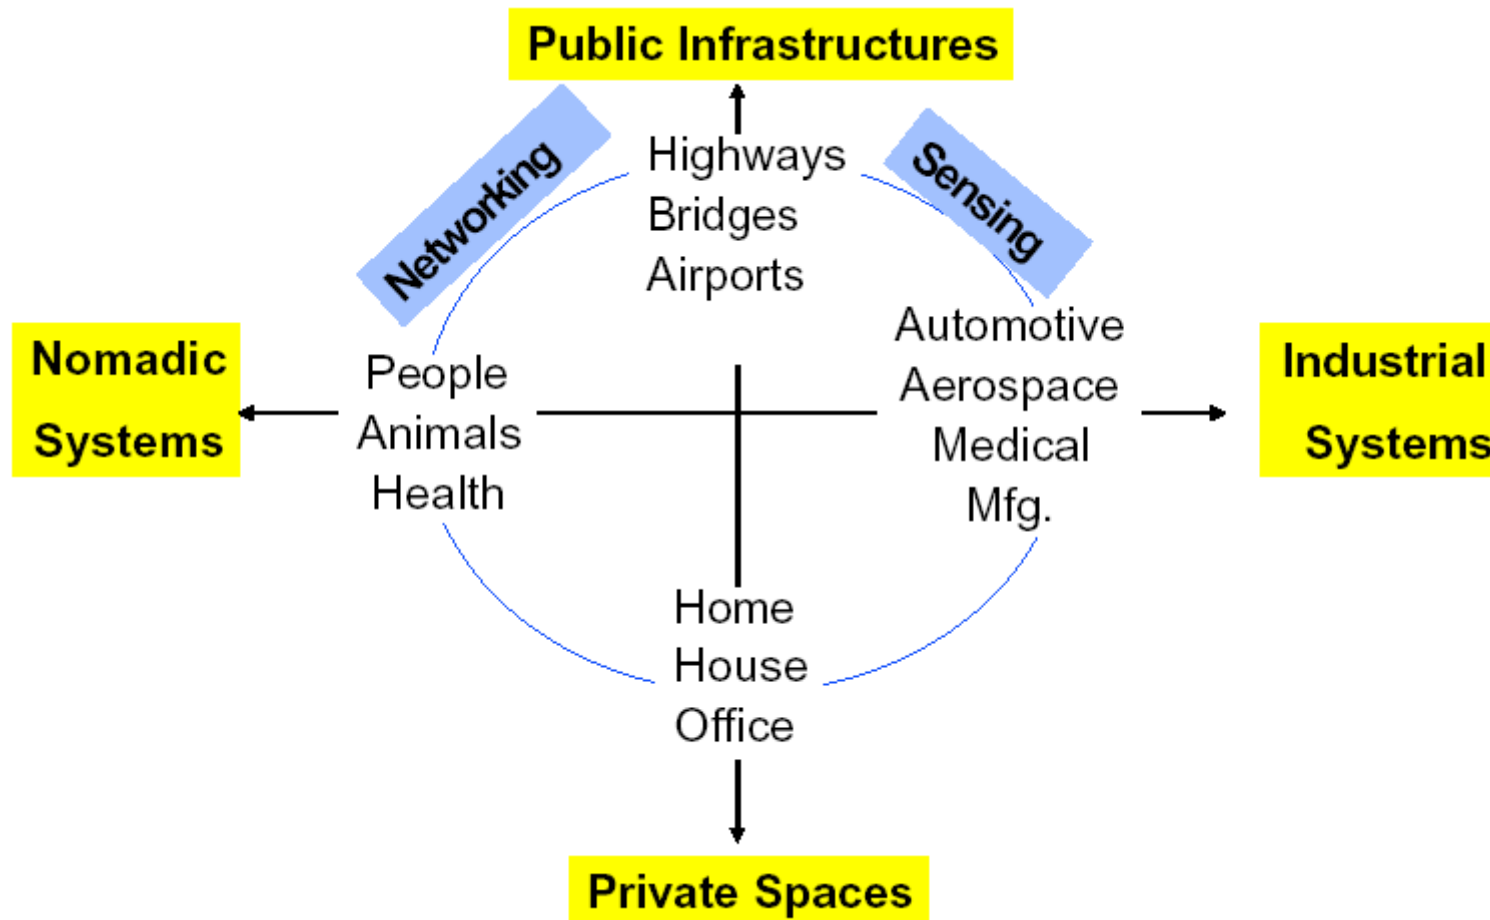 Public Infrastructures
Networking
Sensing
Highways
Bridges
Airports
Nomadic
Systems
People
Animals
Health
Automotive
Aerospace
Medical
Mfg.
Industrial
Systems
Home
House
Office
Private Spaces